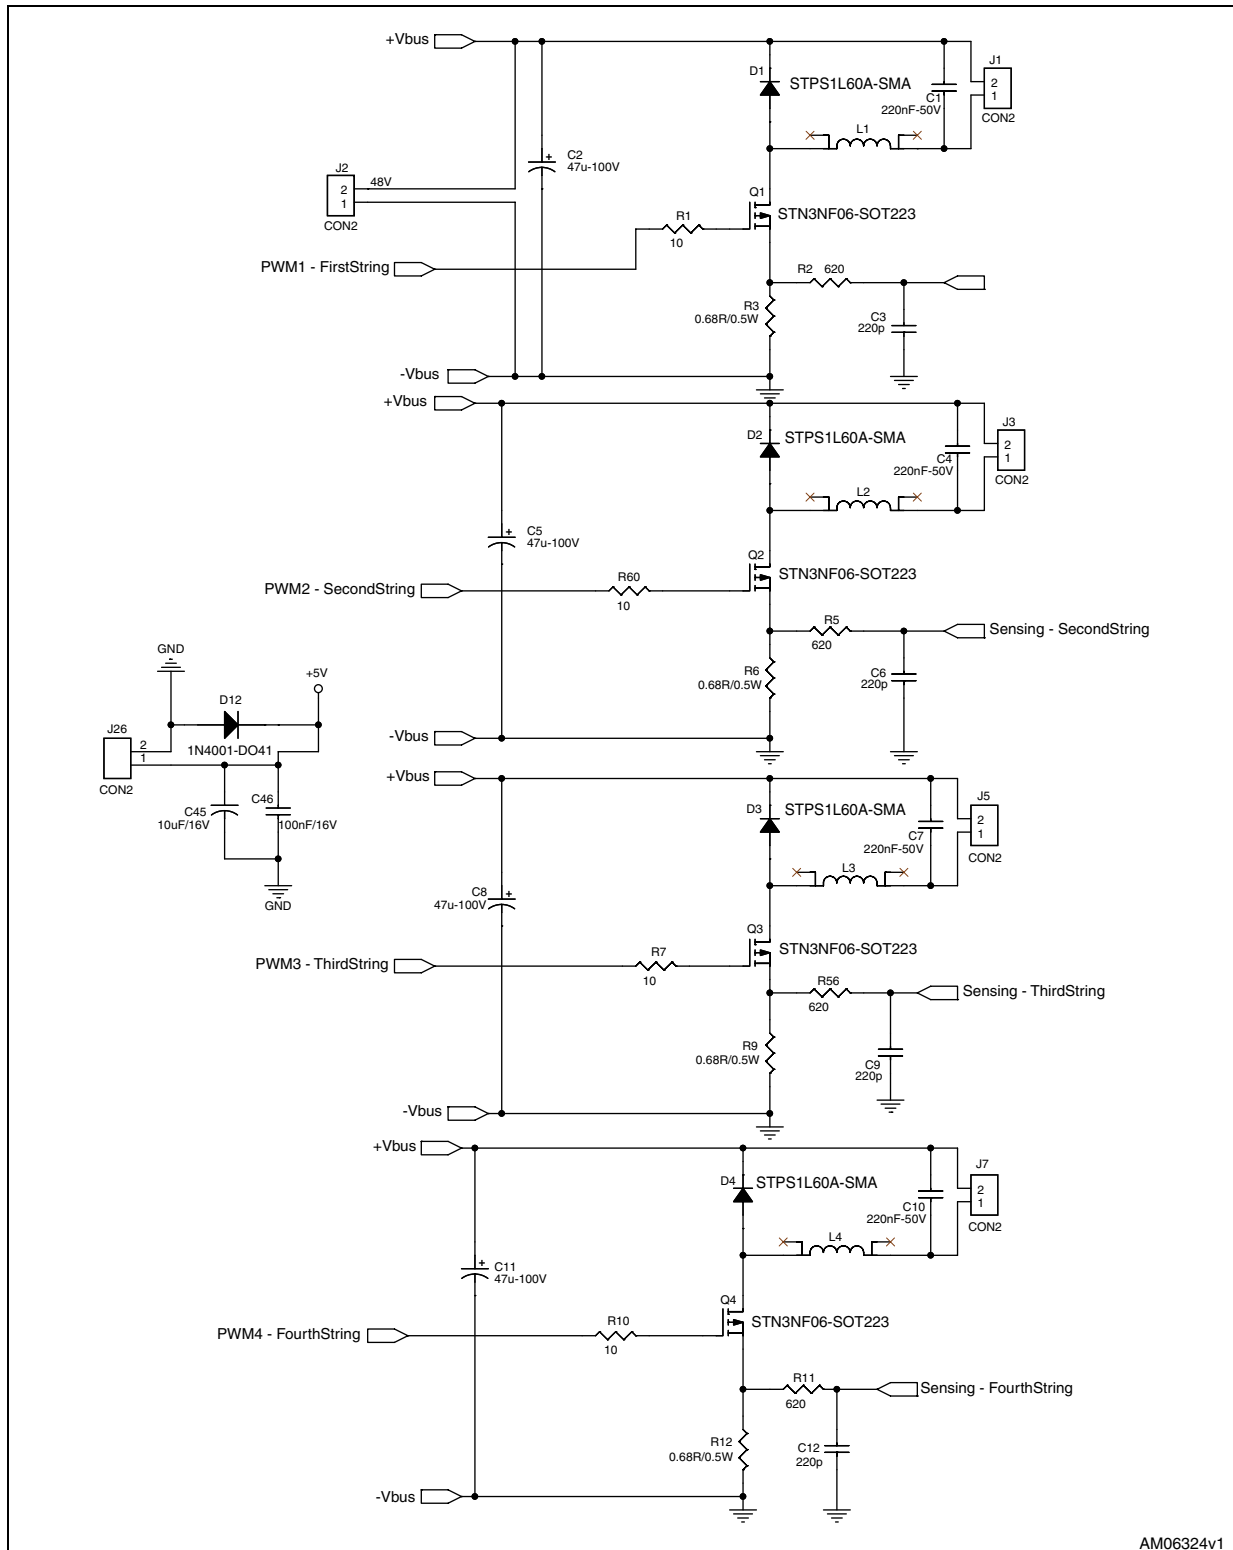 +Vbus
D1
STPS1L60A-SMA
C1
220nF-50V
J1
2
1
CON2
L1
C2
47u-100V
J2
48V
2
1
CON2
Q1
STN3NF06-SOT223
R1
10
PWM1 - FirstString
R2 620
R3
0.68R/0.5W
C3
220p
-Vbus
+Vbus
D2
STPS1L60A-SMA
C4
220nF-50V
J3
2
1
CON2
L2
C5
47u-100V
Q2
STN3NF06-SOT223
R60
10
PWM2 - SecondString
R5
620
Sensing - SecondString
R6
0.68R/0.5W
C6
220p
-Vbus
GND
+5V
D12
1N4001-DO41
J26
2
1
CON2
C45
10uF/16V
C46
100nF/16V
GND
+Vbus
D3
STPS1L60A-SMA
C7
220nF-50V
J5
2
1
CON2
L3
C8
47u-100V
Q3
STN3NF06-SOT223
R7
10
PWM3 - ThirdString
R56
620
Sensing - ThirdString
R9
0.68R/0.5W
C9
220p
-Vbus
+Vbus
D4
STPS1L60A-SMA
C10
220nF-50V
J7
2
1
CON2
L4
C11
47u-100V
Q4
STN3NF06-SOT223
R10
10
PWM4 - FourthString
R11
620
Sensing - FourthString
R12
0.68R/0.5W
C12
220p
-Vbus
AM06324v1